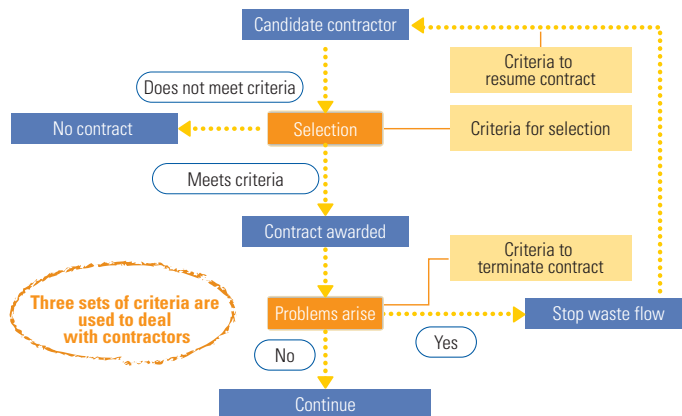 Candidate contractor
Criteria to
resume contract
Does not meet criteria
No contract
Selection
Criteria for selection
Meets criteria
Contract awarded
Criteria to
terminate contract
Three sets of criteria are
used to deal
with contractors
Problems arise
Stop waste flow
No
Yes
Continue